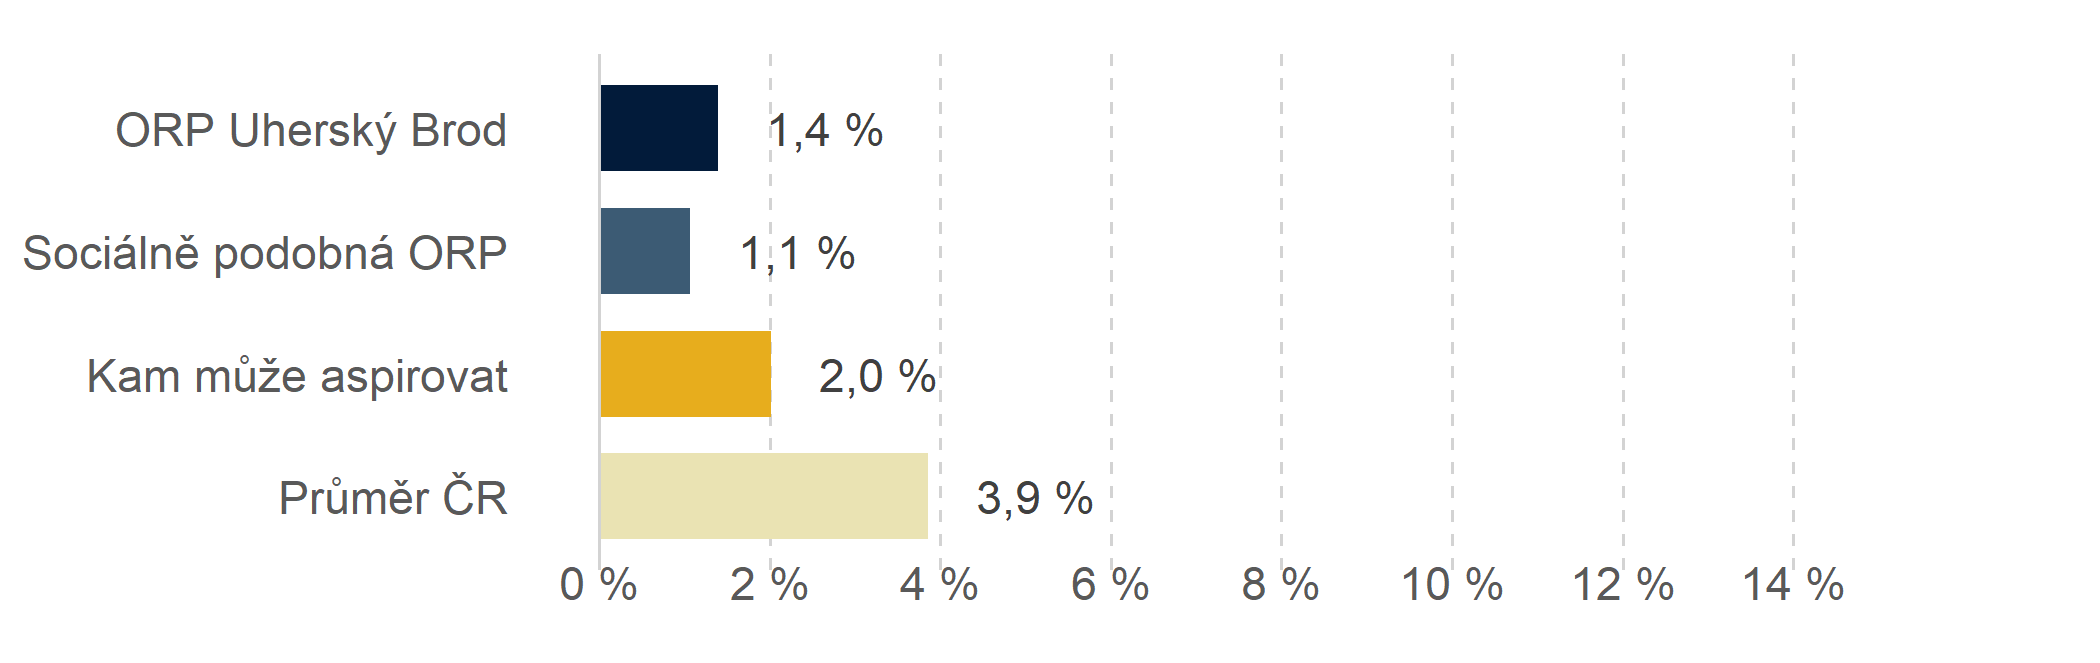 ORP Uherský Brod 1,4 %
Sociálně podobná ORP 1,1 %
Kam může aspirovat 2,0 %
Průměr ČR 3,9 %
0 % 2 % 4 % 6 % 8 % 10 % 12 % 14 %